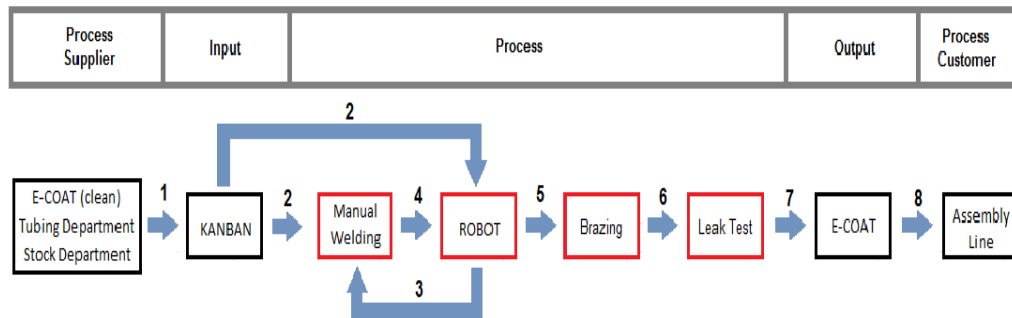 Process
Supplier
Input
Process
Output
Process
Customer
2
1
2
4
5
6
7
8
E-COAT (clean)
Tubing Department
Stock Department
KANBAN
Manual
Welding
ROBOT
Brazing
Leak Test
E-COAT
Assembly
Line
3